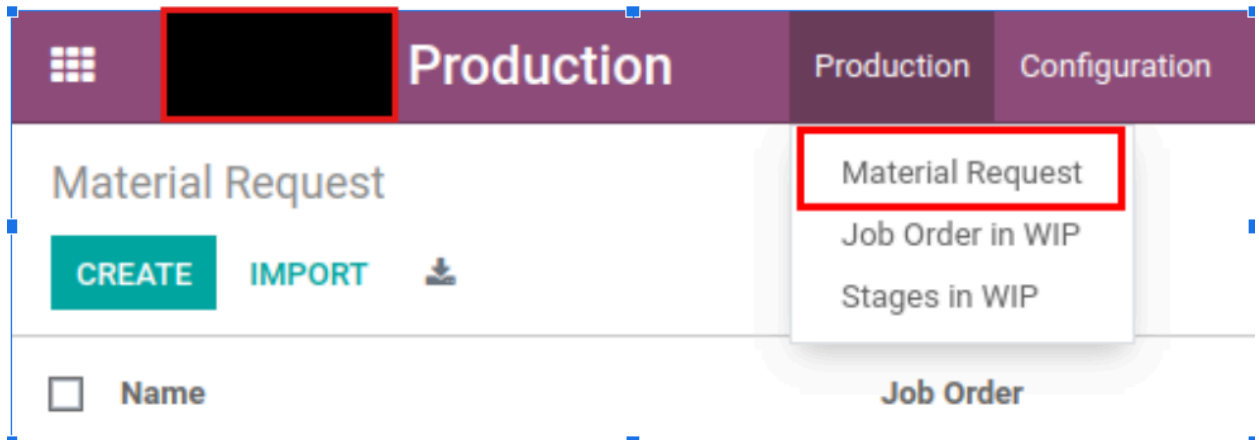 Production Production Configuration
Material Request
Material Request
Job Order in WIP
CREATE IMPORT
Stages in WIP
Name Job Order